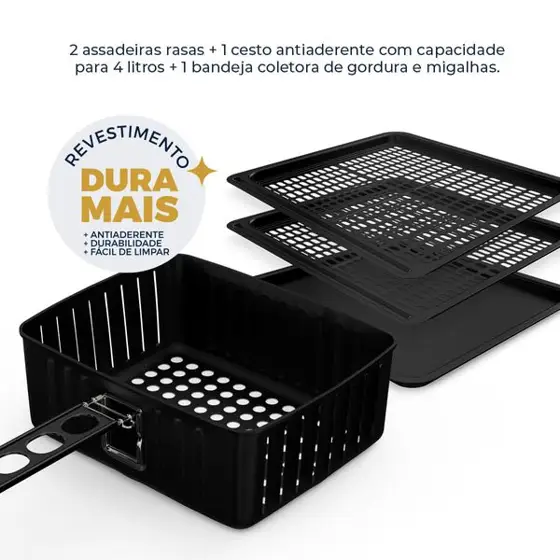 2 assadeiras rasas + 1 cesto antiaderente com capacidade
para 4 litros + 1 bandeja coletora de gordura e migalhas.
REVESTIMENTO
DURA
MAIS
+ ANTIADERENTE
+ DURABILIDADE
+ FÁCIL DE LIMPAR